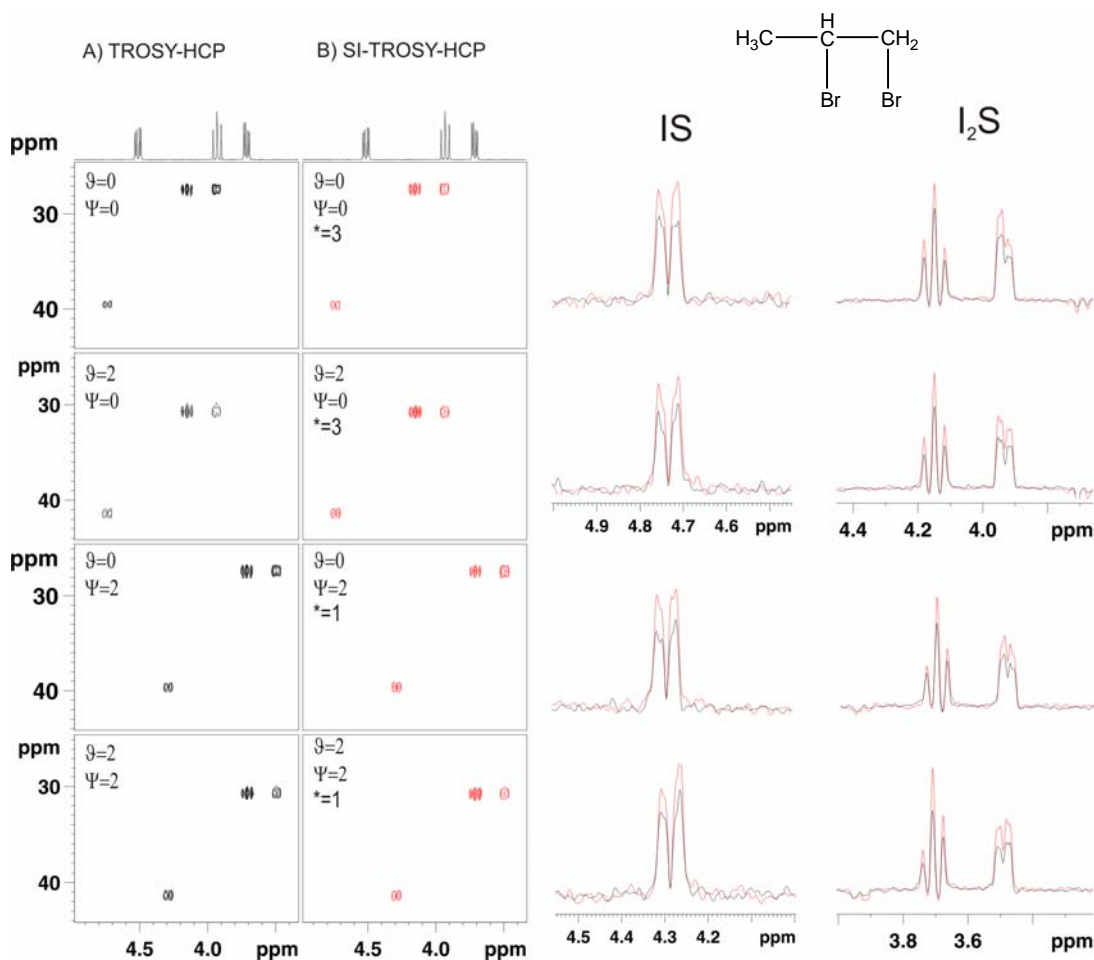 A) TROSY-HCP
B) SI-TROSY-HCP
H
H₃C C CH₂
Br Br
IS
I₂S
ppm
ϑ=0
Ψ=0
ϑ=0
Ψ=0
*=3
30
40
ppm
ϑ=2
Ψ=0
ϑ=2
Ψ=0
*=3
30
40
4.9 4.8 4.7 4.6 ppm
4.4 4.2 4.0 ppm
ppm
ϑ=0
Ψ=2
ϑ=0
Ψ=2
*=1
30
40
ppm
ϑ=2
Ψ=2
ϑ=2
Ψ=2
*=1
30
40
4.5 4.0 ppm
4.5 4.0 ppm
4.5 4.4 4.3 4.2 ppm
3.8 3.6 ppm